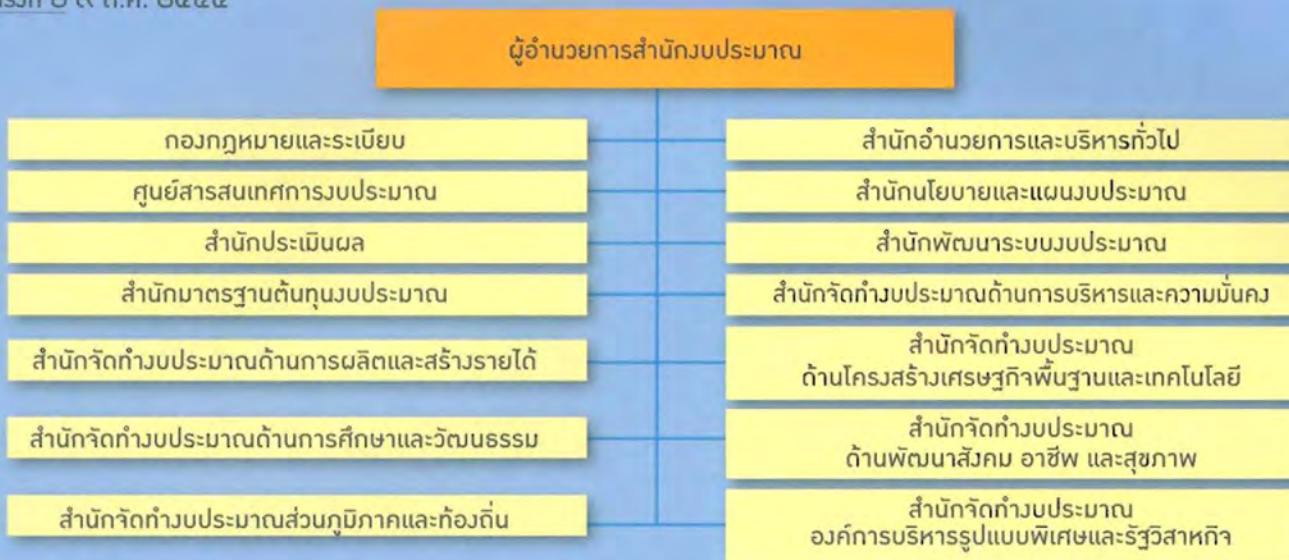 ผู้อำนวยการสำนักงบประมาณ
กองกฎหมายและระเบียบ
สำนักอำนวยการและบริหารทั่วไป
ศูนย์สารสนเทศการงบประมาณ
สำนักนโยบายและแผนงบประมาณ
สำนักประเมินผล
สำนักพัฒนาระบบงบประมาณ
สำนักมาตรฐานต้นทุนงบประมาณ
สำนักจัดทำงบประมาณด้านการบริหารและความมั่นคง
สำนักจัดทำงบประมาณด้านการผลิตและสร้างรายได้
สำนักจัดทำงบประมาณ
ด้านโครงสร้างเศรษฐกิจพื้นฐานและเทคโนโลยี
สำนักจัดทำงบประมาณด้านการศึกษาและวัฒนธรรม
สำนักจัดทำงบประมาณ
ด้านพัฒนาสังคม อาชีพ และสุขภาพ
สำนักจัดทำงบประมาณส่วนภูมิภาคและท้องถิ่น
สำนักจัดทำงบประมาณ
องค์การบริหารรูปแบบพิเศษและรัฐวิสาหกิจ